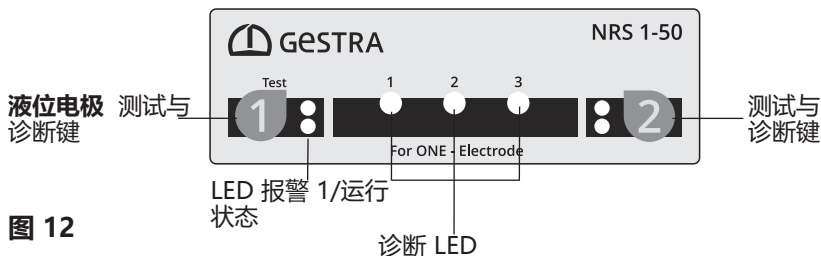 GESTRA
NRS 1-50
Test
1 2 3
液位电极 测试与
诊断键
1
2
测试与
诊断键
For ONE - Electrode
LED 报警 1/运行
状态
图 12
诊断 LED